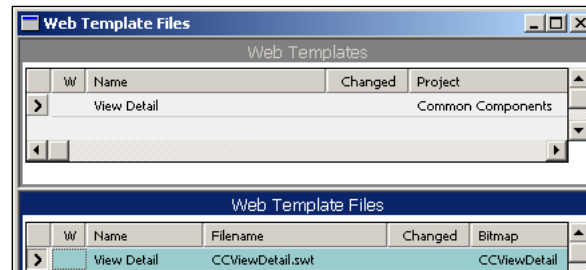 Web Template Files
Web Templates
W Name Changed Project
View Detail Common Components
Web Template Files
W Name Filename Changed Bitmap
View Detail CCViewDetail.swt CCViewDetail